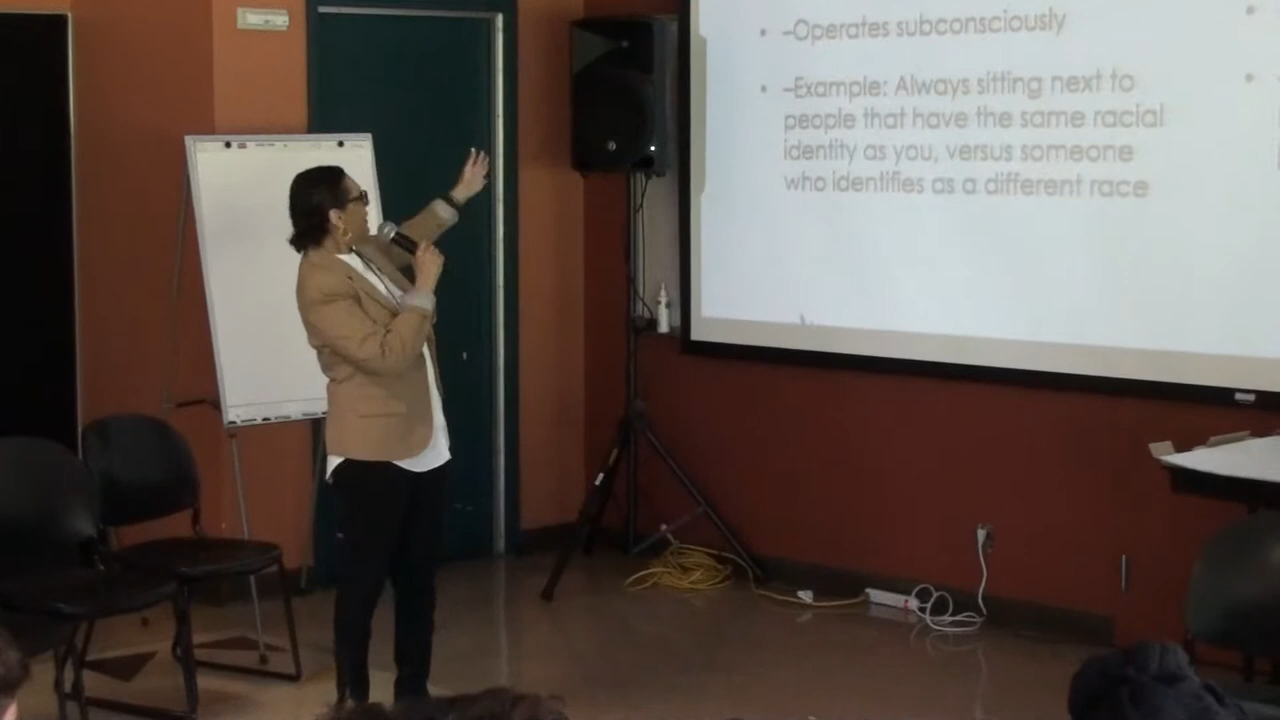 –Operates subconsciously
–Example: Always sitting next to
people that have the same racial
identity as you, versus someone
who identifies as a different race